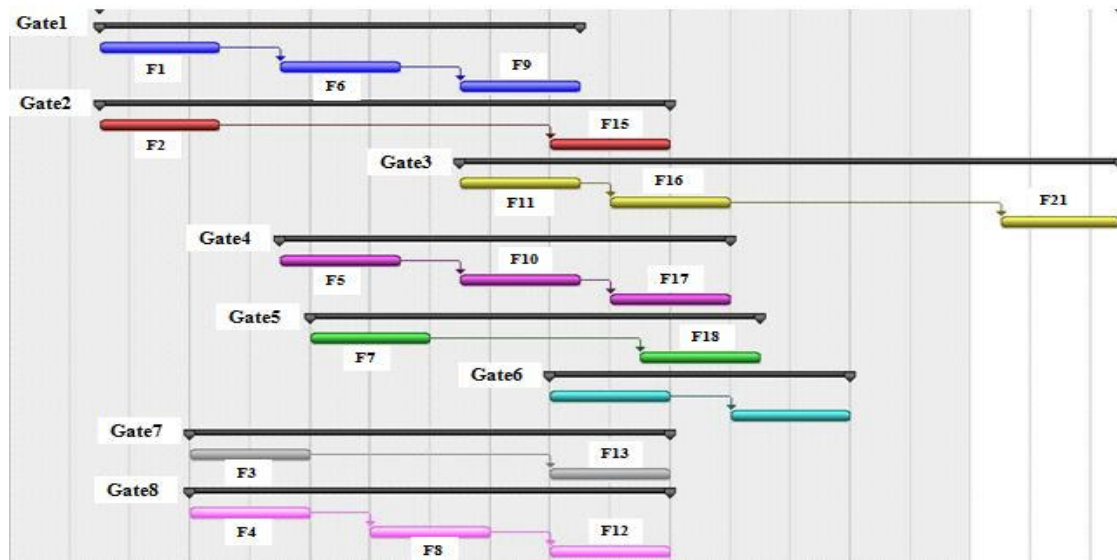 Gate1
F1
F6
F9
Gate2
F2
F15
Gate3
F11
F16
F21
Gate4
F5
F10
F17
Gate5
F7
F18
Gate6
Gate7
F3
F13
Gate8
F4
F8
F12